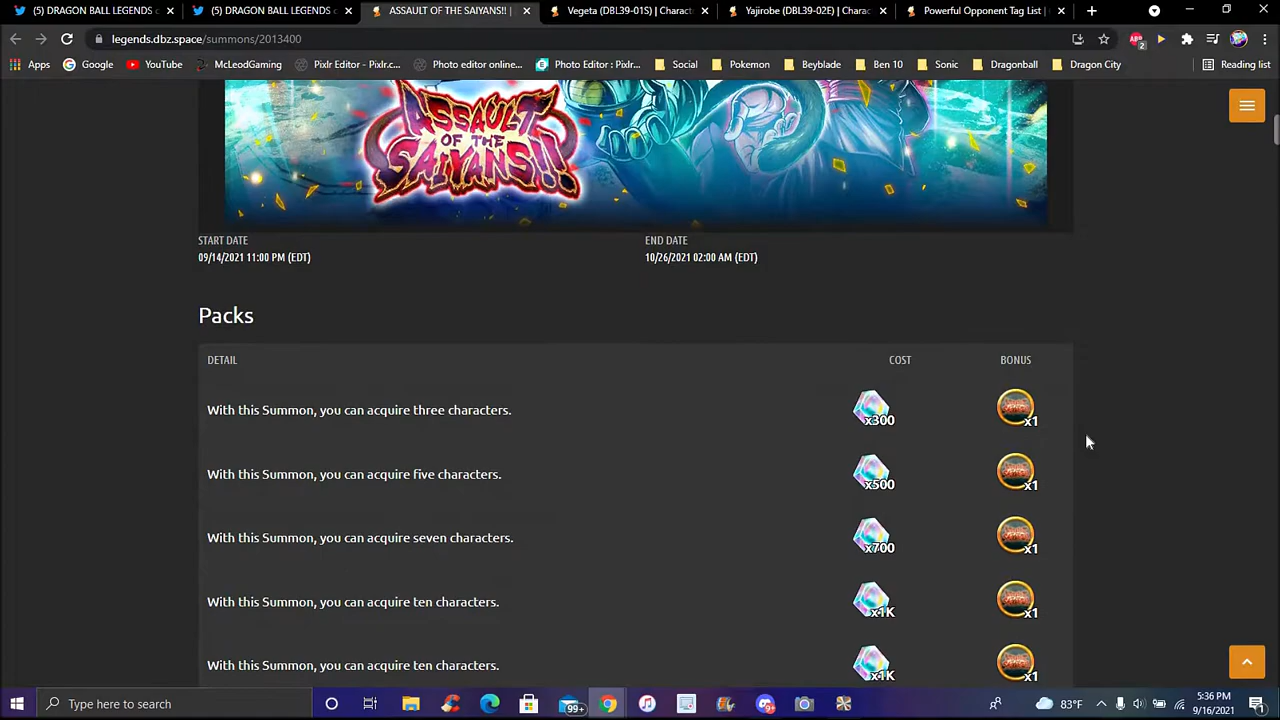 (5) DRAGON BALL LEGENDS c
(5) DRAGON BALL LEGENDS c
ASSAULT OF THE SAIYANS!! |
Vegeta (DBL39-01S) | Charact
Yajirobe (DBL39-02E) | Charac
Powerful Opponent Tag List |
legends.dbz.space/summons/2013400
2
Apps
Google
YouTube
McLeodGaming
Pixlr Editor - Pixlr.c...
Photo editor online...
Photo Editor : Pixlr...
Social
Pokemon
Beyblade
Ben 10
Sonic
Dragonball
Dragon City
Reading list
ASSAULT
OF THE
SAIYANS!!!
START DATE
09/14/2021 11:00 PM (EDT)
END DATE
10/26/2021 02:00 AM (EDT)
Packs
DETAIL
COST
BONUS
With this Summon, you can acquire three characters.
x300
x1
With this Summon, you can acquire five characters.
x500
x1
With this Summon, you can acquire seven characters.
x700
x1
With this Summon, you can acquire ten characters.
x1K
x1
With this Summon, you can acquire ten characters.
x1K
x1
Type here to search
99+
83°F
5:36 PM
9/16/2021